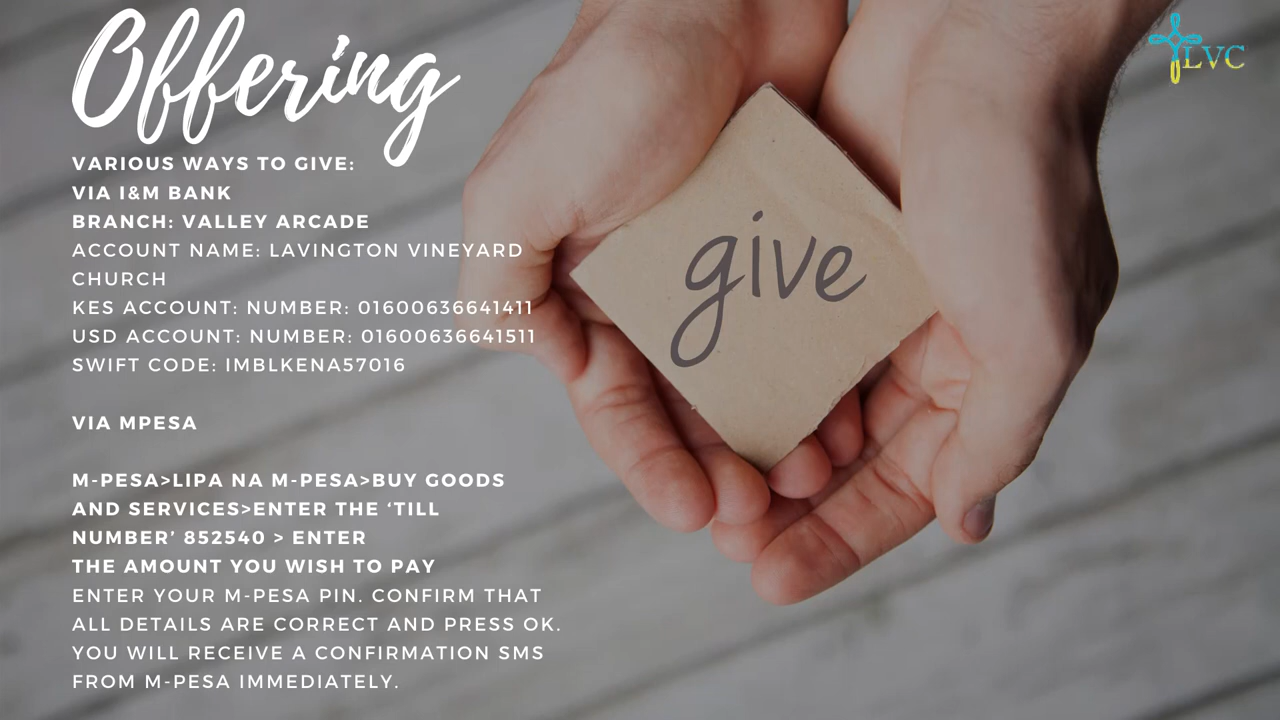 Offering
VARIOUS WAYS TO GIVE:
VIA I&M BANK
BRANCH: VALLEY ARCADE
ACCOUNT NAME: LAVINGTON VINEYARD
CHURCH
KES ACCOUNT: NUMBER: 01600636641411
USD ACCOUNT: NUMBER: 01600636641511
SWIFT CODE: IMBLKENA57016
VIA MPESA
M-PESA>LIPA NA M-PESA>BUY GOODS
AND SERVICES>ENTER THE ‘TILL
NUMBER’ 852540 > ENTER
THE AMOUNT YOU WISH TO PAY
ENTER YOUR M-PESA PIN. CONFIRM THAT
ALL DETAILS ARE CORRECT AND PRESS OK.
YOU WILL RECEIVE A CONFIRMATION SMS
FROM M-PESA IMMEDIATELY.
give
LVC